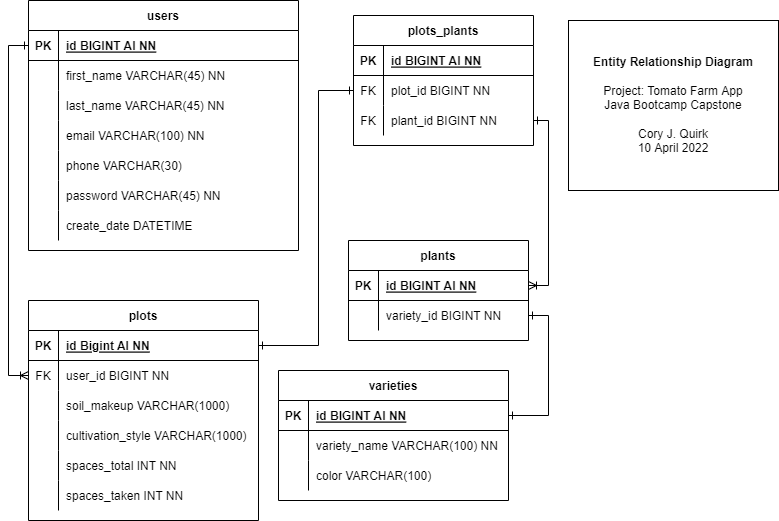 users
PK id BIGINT AI NN
first_name VARCHAR(45) NN
last_name VARCHAR(45) NN
email VARCHAR(100) NN
phone VARCHAR(30)
password VARCHAR(45) NN
create_date DATETIME
plots_plants
PK id BIGINT AI NN
FK plot_id BIGINT NN
FK plant_id BIGINT NN
Entity Relationship Diagram
Project: Tomato Farm App
Java Bootcamp Capstone
Cory J. Quirk
10 April 2022
plants
PK id BIGINT AI NN
variety_id BIGINT NN
plots
PK id Bigint AI NN
FK user_id BIGINT NN
soil_makeup VARCHAR(1000)
cultivation_style VARCHAR(1000)
spaces_total INT NN
spaces_taken INT NN
varieties
PK id BIGINT AI NN
variety_name VARCHAR(100) NN
color VARCHAR(100)